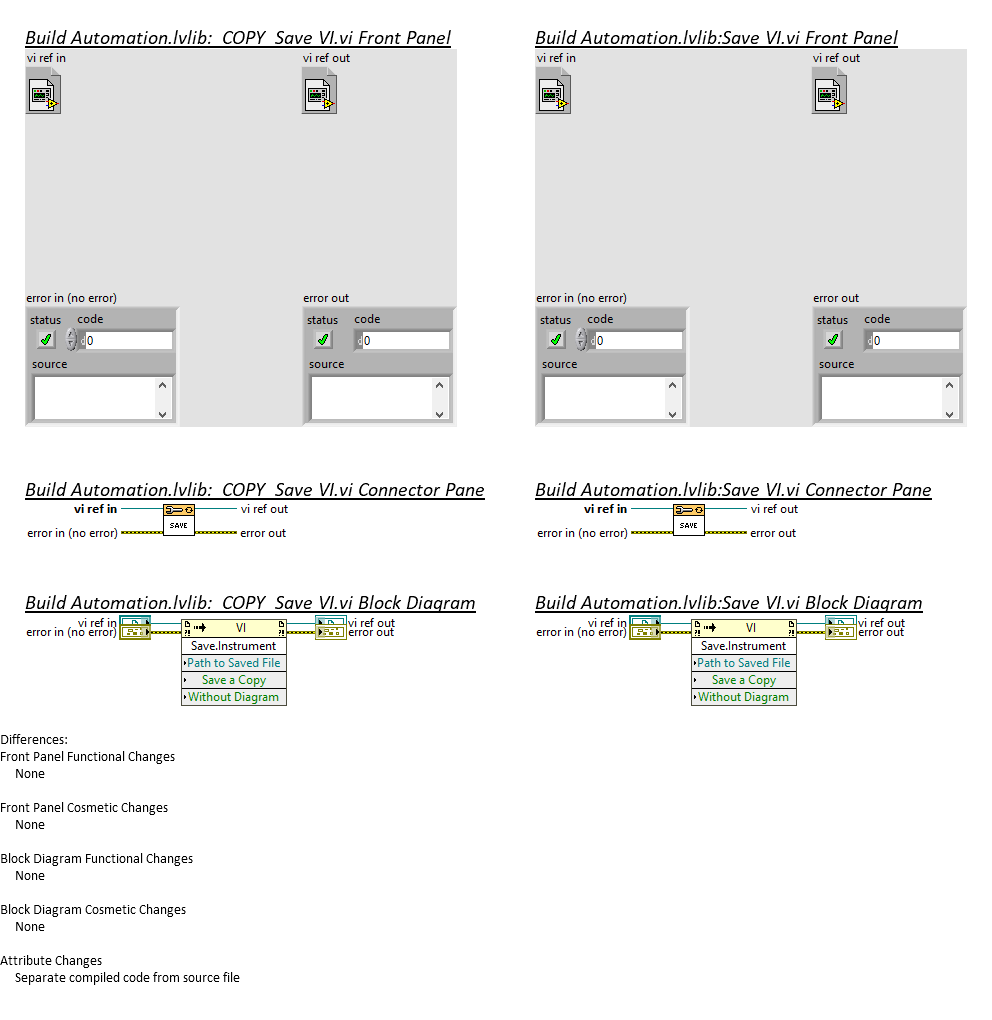 Build Automation.lvlib:  COPY  Save VI.vi Front Panel
vi ref in
vi ref out
error in (no error)
error out
status
code
0
source
status
code
0
source
Build Automation.lvlib:Save VI.vi Front Panel
vi ref in
vi ref out
error in (no error)
error out
status
code
0
source
status
code
0
source
Build Automation.lvlib:  COPY  Save VI.vi Connector Pane
vi ref in
vi ref out
SAVE
error in (no error)
error out
Build Automation.lvlib:Save VI.vi Connector Pane
vi ref in
vi ref out
SAVE
error in (no error)
error out
Build Automation.lvlib:  COPY  Save VI.vi Block Diagram
vi ref in
error in (no error)
VI
Save.Instrument
Path to Saved File
Save a Copy
Without Diagram
vi ref out
error out
Build Automation.lvlib:Save VI.vi Block Diagram
vi ref in
error in (no error)
VI
Save.Instrument
Path to Saved File
Save a Copy
Without Diagram
vi ref out
error out
Differences:
Front Panel Functional Changes
None
Front Panel Cosmetic Changes
None
Block Diagram Functional Changes
None
Block Diagram Cosmetic Changes
None
Attribute Changes
Separate compiled code from source file